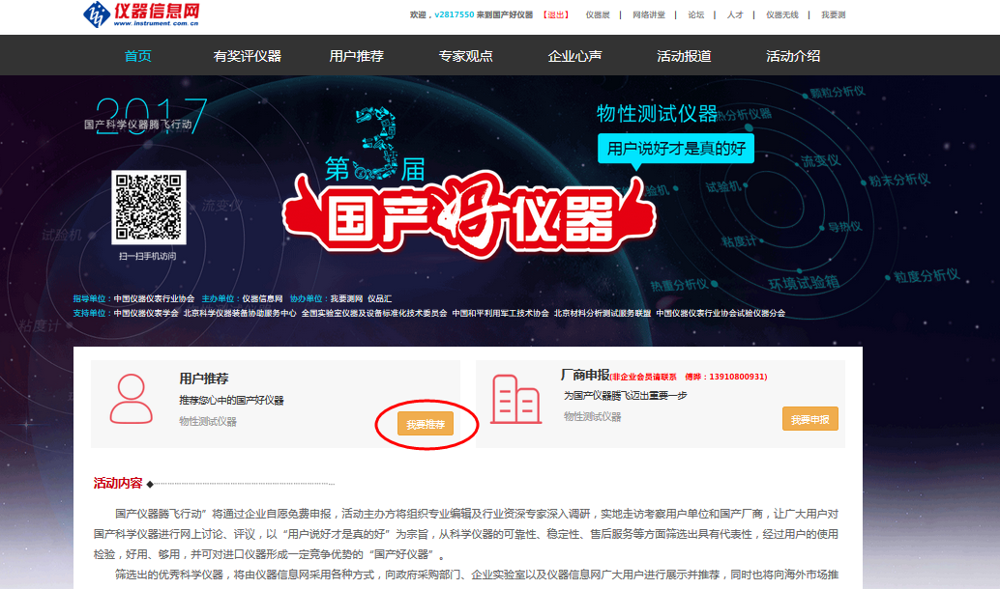 仪器信息网
www.instrument.com.cn
欢迎，v2817550 来到国产好仪器 【退出】 仪器展 | 网络讲堂 | 论坛 | 人才 | 仪器无线 | 我要测
首页 有奖评仪器 用户推荐 专家观点 企业心声 活动报道 活动介绍
2017
国产科学仪器腾飞行动
第3届
国产好仪器
物性测试仪器
用户说好才是真的好
颗粒分析仪
热分析仪器
流变仪
粉末分析仪
试验机
试验机
导热仪
粘度计
热重分析仪
环境试验箱
粒度分析仪
流变仪
试验机
粘度计
扫一扫手机访问
指导单位：中国仪器仪表行业协会 主办单位：仪器信息网 协办单位：我要测网 仪品汇
支持单位：中国仪器仪表学会 北京科学仪器装备协助服务中心 全国实验室仪器及设备标准化技术委员会 中国和平利用军工技术协会 北京材料分析测试服务联盟 中国仪器仪表行业协会试验仪器分会
用户推荐
推荐您心中的国产好仪器
物性测试仪器
我要推荐
厂商申报(非企业会员请联系 傅晔：13910800931)
为国产仪器腾飞迈出重要一步
物性测试仪器
我要申报
活动内容
国产仪器腾飞行动”将通过企业自愿免费申报，活动主办方将组织专业编辑及行业资深专家深入调研，实地走访考察用户单位和国产厂商，让广大用户对
国产科学仪器进行网上讨论、评议，以“用户说好才是真的好”为宗旨，从科学仪器的可靠性、稳定性、售后服务等方面筛选出具有代表性，经过用户的使用
检验，好用、够用，并可对进口仪器形成一定竞争优势的“国产好仪器”。
筛选出的优秀科学仪器，将由仪器信息网采用各种方式，向政府采购部门、企业实验室以及仪器信息网广大用户进行展示并推荐，同时也将向海外市场推